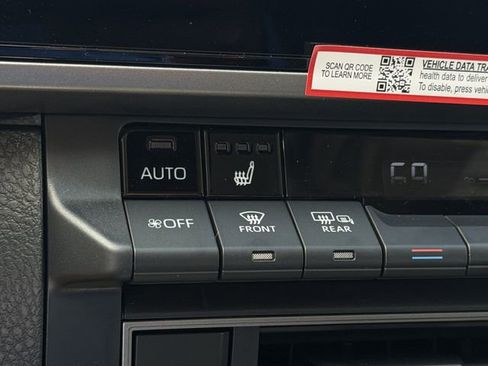 SCAN QR CODE
TO LEARN MORE
VEHICLE DATA TRA
health data to deliver
To disable, press vehi
AUTO
OFF
FRONT
REAR
69